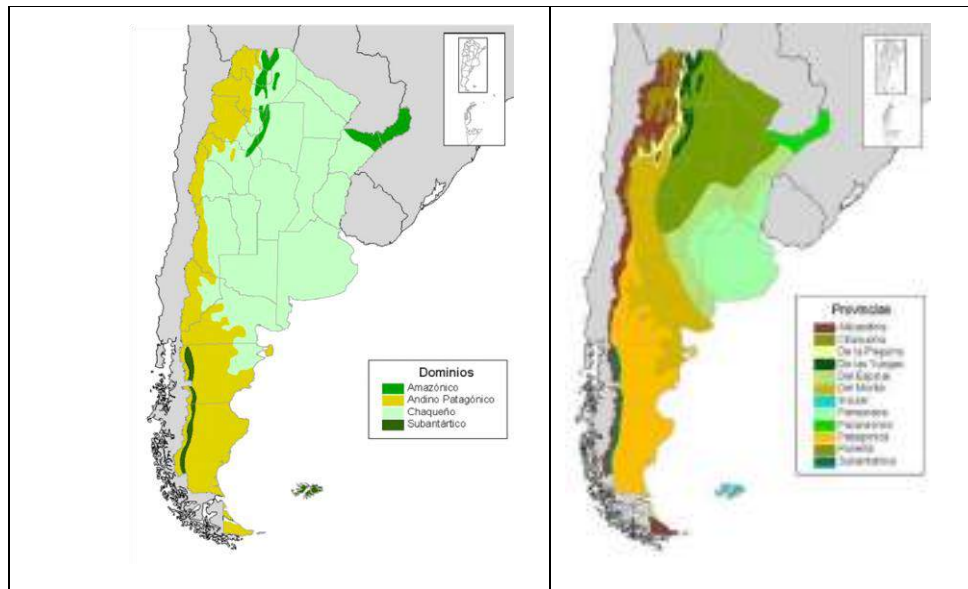 Dominios
Amazónico
Andino Patagónico
Chaqueño
Subantártico
Provincias
Altoandina
Chaqueña
De la Prepuna
De las Yungas
Del Espinal
Del Monte
Insular
Pampeana
Paranaense
Patagónica
Puneña
Subantártica